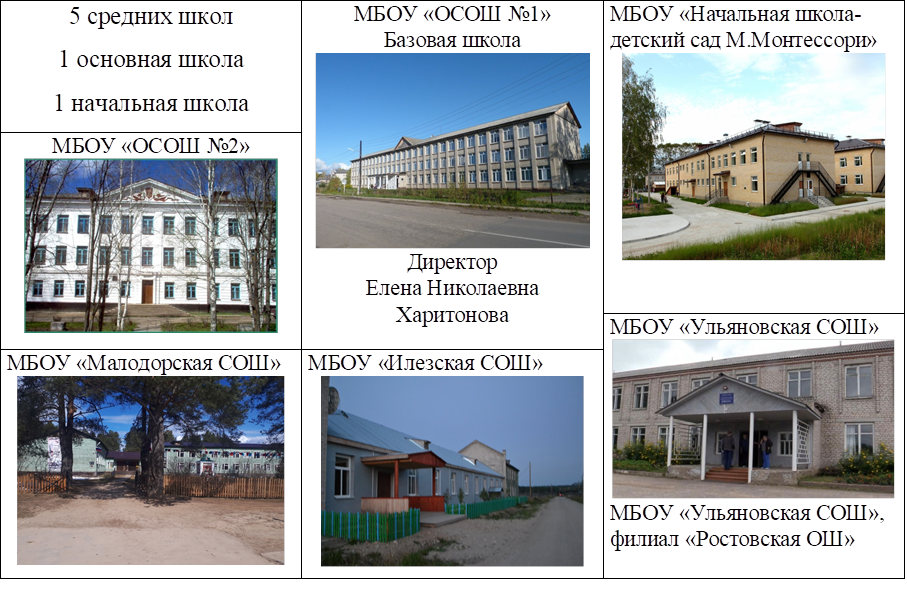 5 средних школ
1 основная школа
1 начальная школа
МБОУ «ОСОШ №1»
Базовая школа
Директор
Елена Николаевна
Харитонова
МБОУ «Начальная школа-
детский сад М.Монтессори»
МБОУ «ОСОШ №2»
МБОУ «Ульяновская СОШ»
МБОУ «Ульяновская СОШ»,
филиал «Ростовская ОШ»
МБОУ «Малодорская СОШ»
МБОУ «Илезская СОШ»